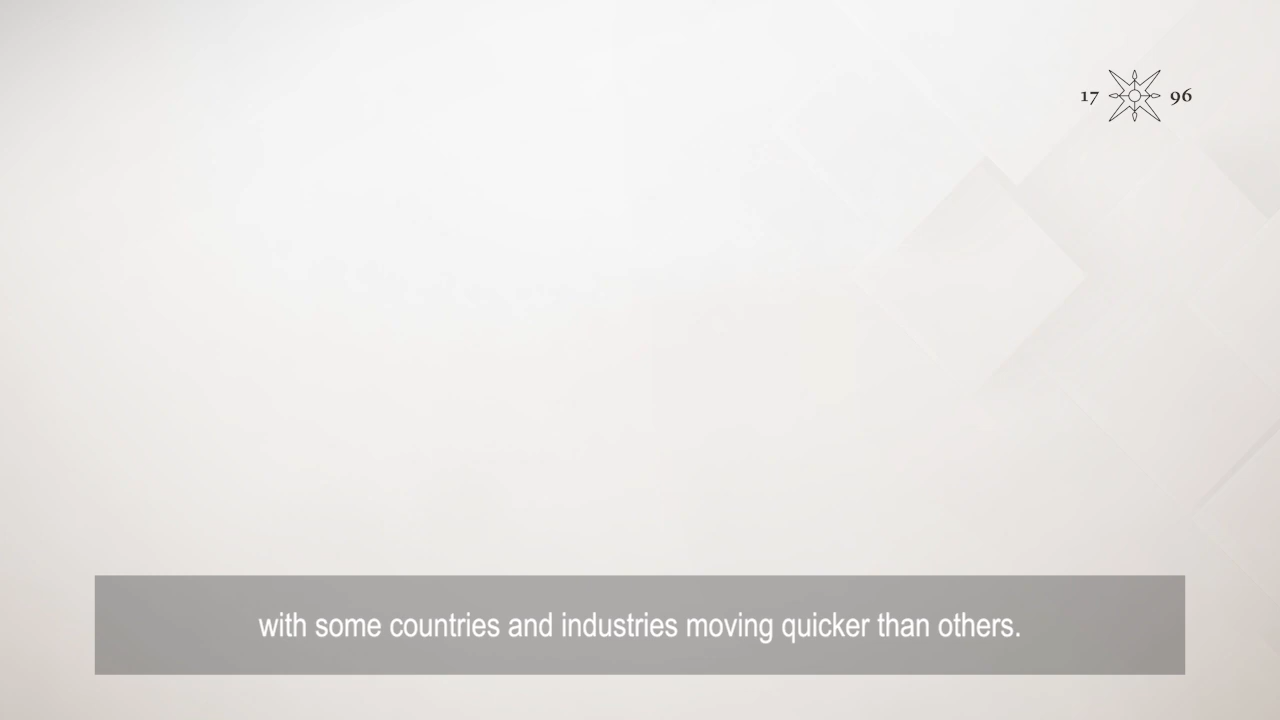 17 96
with some countries and industries moving quicker than others.